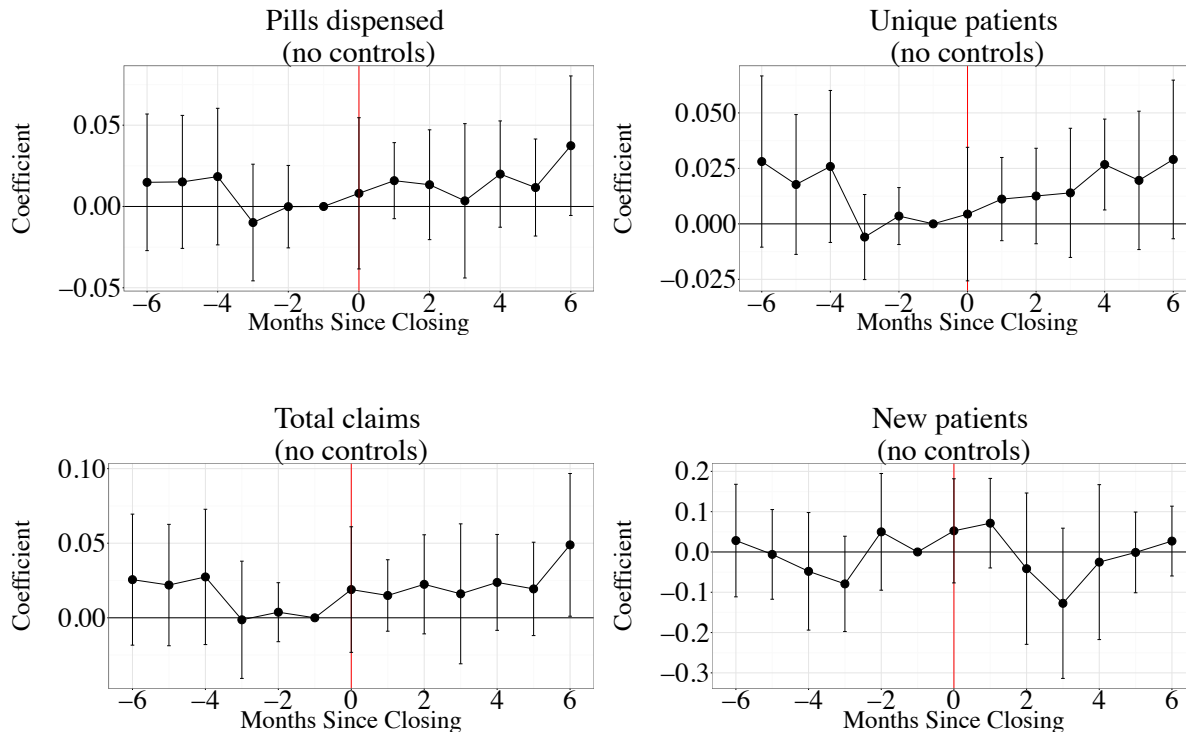 Pills dispensed
(no controls)
Coefficient
0.05
0.00
−0.05
−6 −4 −2 0 2 4 6
Months Since Closing
Unique patients
(no controls)
Coefficient
0.050
0.025
0.000
−0.025
−6 −4 −2 0 2 4 6
Months Since Closing
Total claims
(no controls)
Coefficient
0.10
0.05
0.00
−6 −4 −2 0 2 4 6
Months Since Closing
New patients
(no controls)
Coefficient
0.2
0.1
0.0
−0.1
−0.2
−0.3
−6 −4 −2 0 2 4 6
Months Since Closing